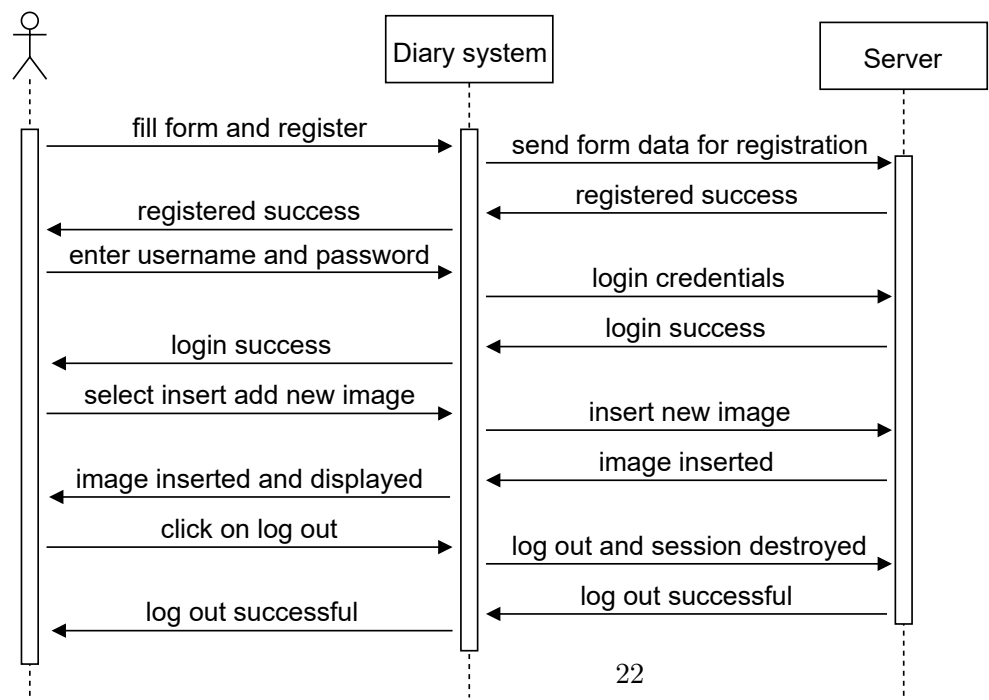 Diary system
Server
fill form and register
send form data for registration
registered success
registered success
enter username and password
login credentials
login success
login success
select insert add new image
insert new image
image inserted
image inserted and displayed
click on log out
log out and session destroyed
log out successful
log out successful
22